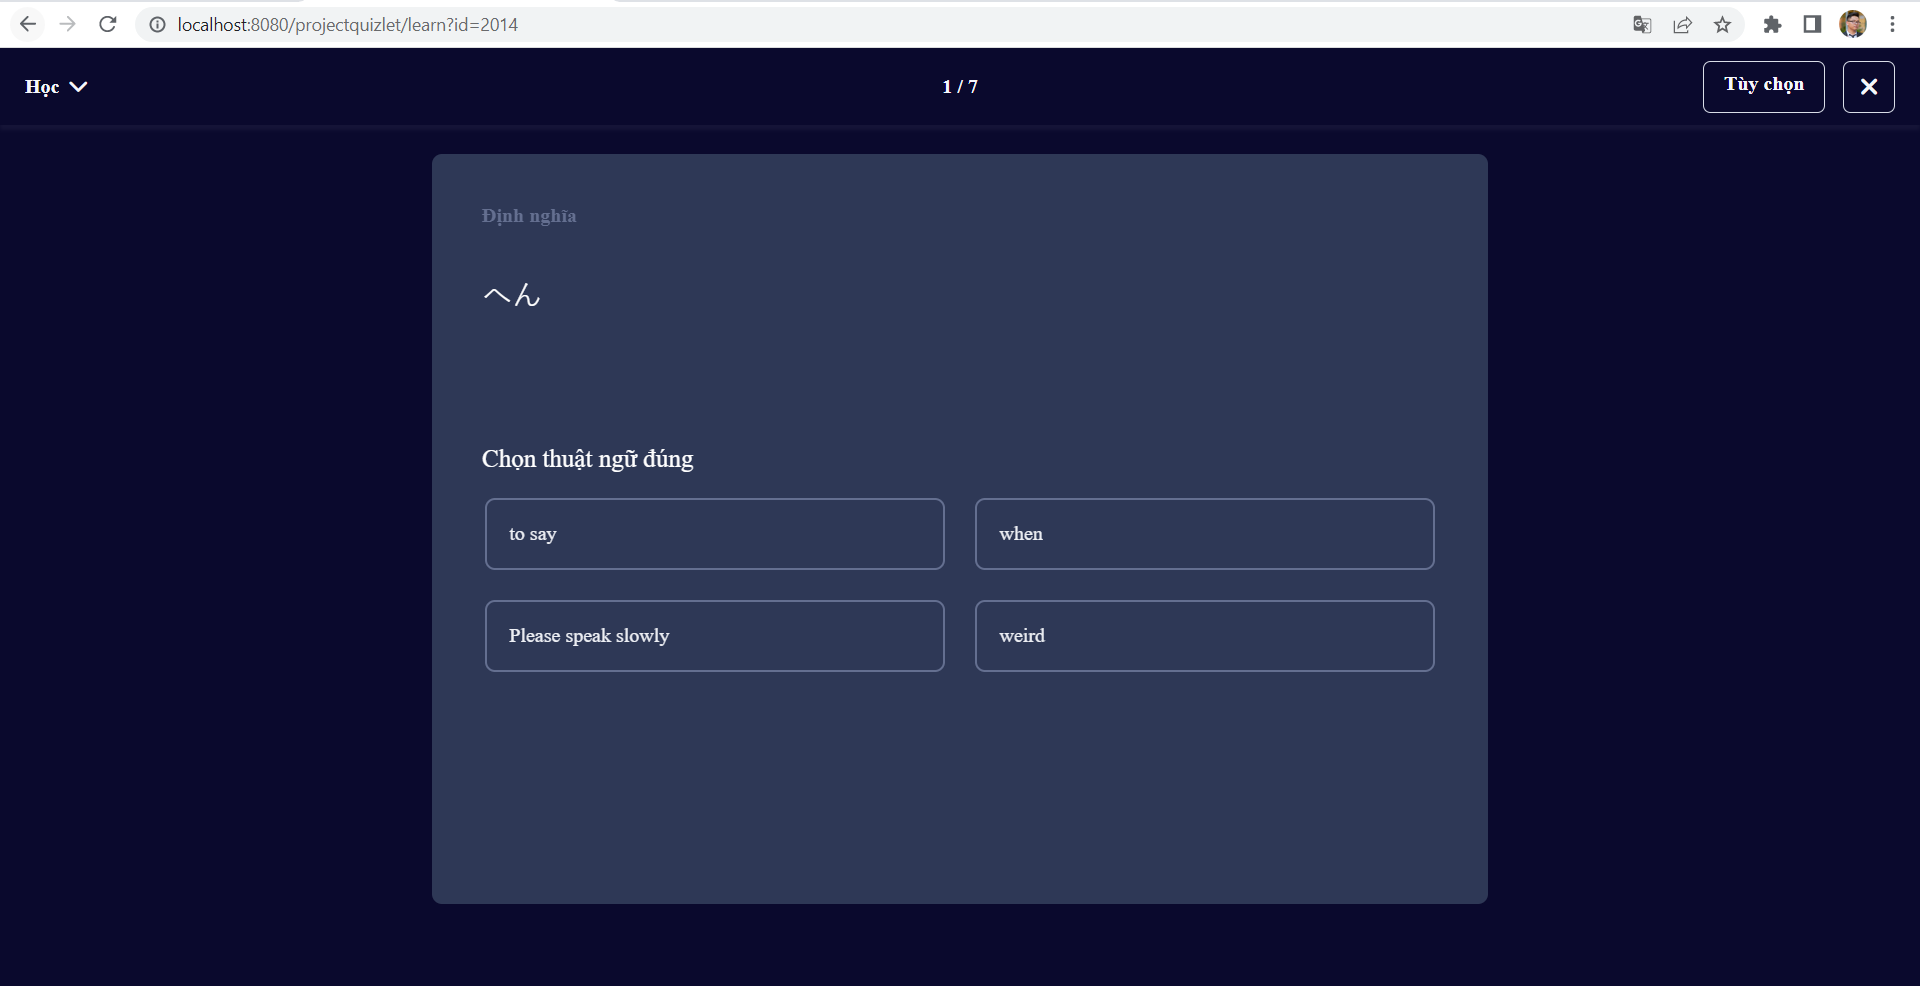 localhost:8080/projectquizlet/learn?id=2014
Học
1 / 7
Tùy chọn
Định nghĩa
へん
Chọn thuật ngữ đúng
to say
when
Please speak slowly
weird